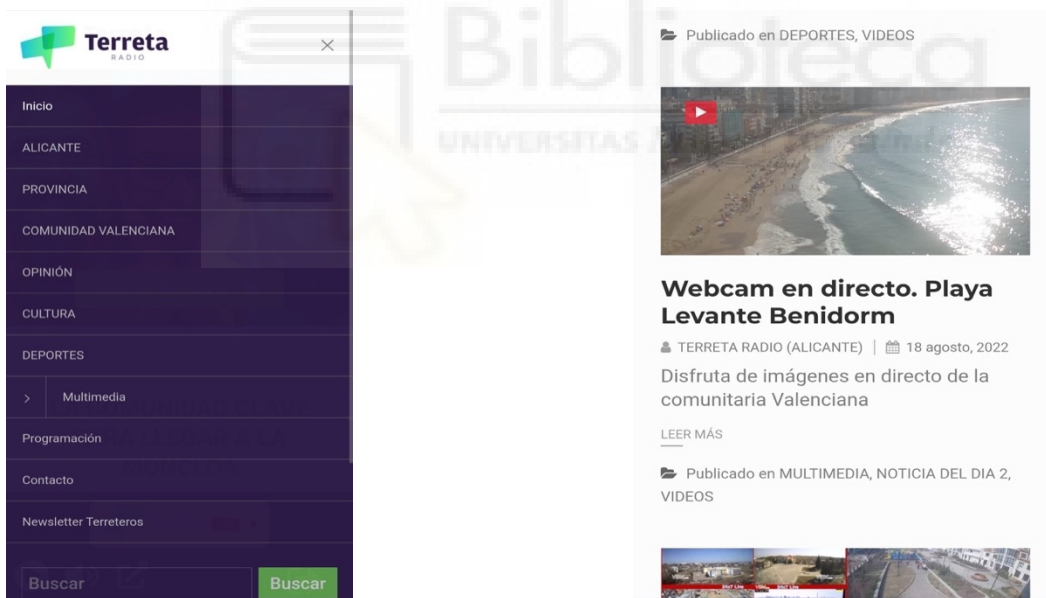 Terreta
RADIO
Inicio
ALICANTE
PROVINCIA
COMUNIDAD VALENCIANA
OPINIÓN
CULTURA
DEPORTES
Multimedia
Programación
Contacto
Newsletter Terreteros
Buscar
Buscar
Biblioteca
UNIVERSITAS
Publicado en DEPORTES, VIDEOS
Webcam en directo. Playa
Levante Benidorm
TERRETA RADIO (ALICANTE) | 18 agosto, 2022
Disfruta de imágenes en directo de la
comunitaria Valenciana
LEER MÁS
Publicado en MULTIMEDIA, NOTICIA DEL DIA 2,
VIDEOS